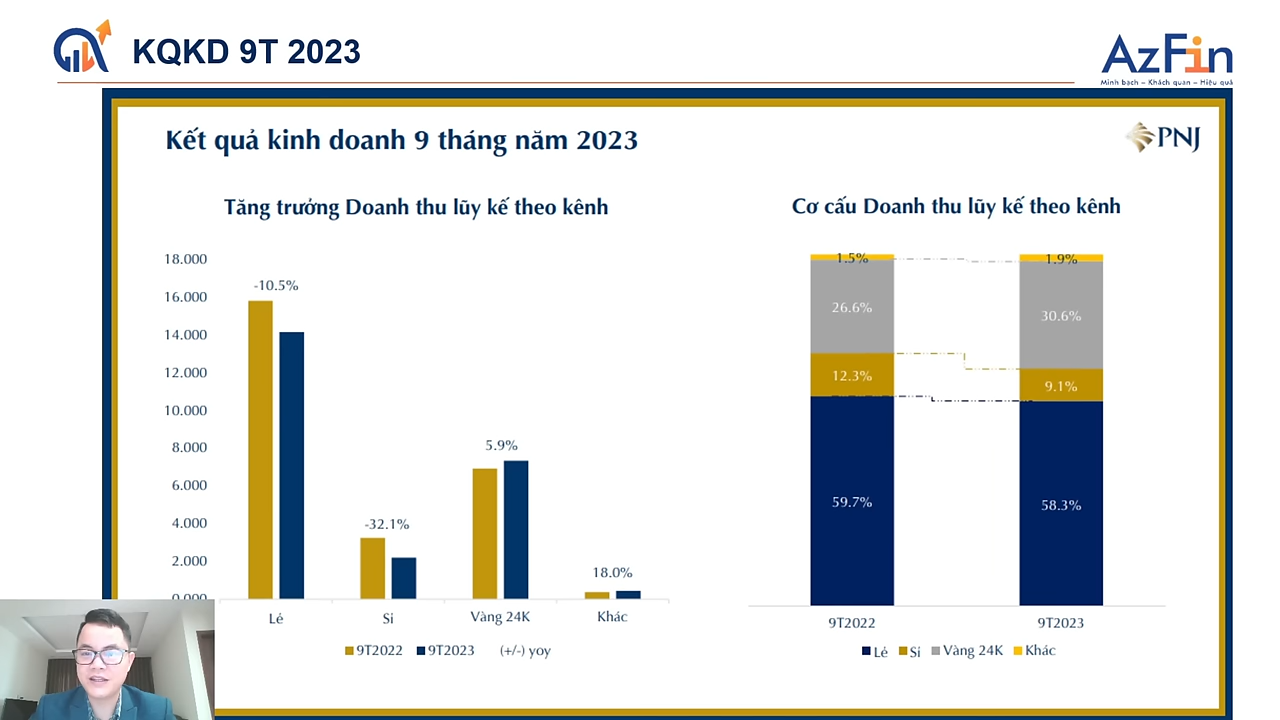 KQKD 9T 2023
AzFin
Minh bạch – Khách quan – Hiệu quả
Kết quả kinh doanh 9 tháng năm 2023
PNJ
Tăng trưởng Doanh thu lũy kế theo kênh
18.000
16.000
14.000
12.000
10.000
8.000
6.000
4.000
2.000
0.000
-10.5%
-32.1%
5.9%
18.0%
Lẻ
Sỉ
Vàng 24K
Khác
9T2022 9T2023 (+/-) yoy
Cơ cấu Doanh thu lũy kế theo kênh
1.5%
1.9%
26.6%
30.6%
12.3%
9.1%
59.7%
58.3%
9T2022
9T2023
Lẻ Sỉ Vàng 24K Khác